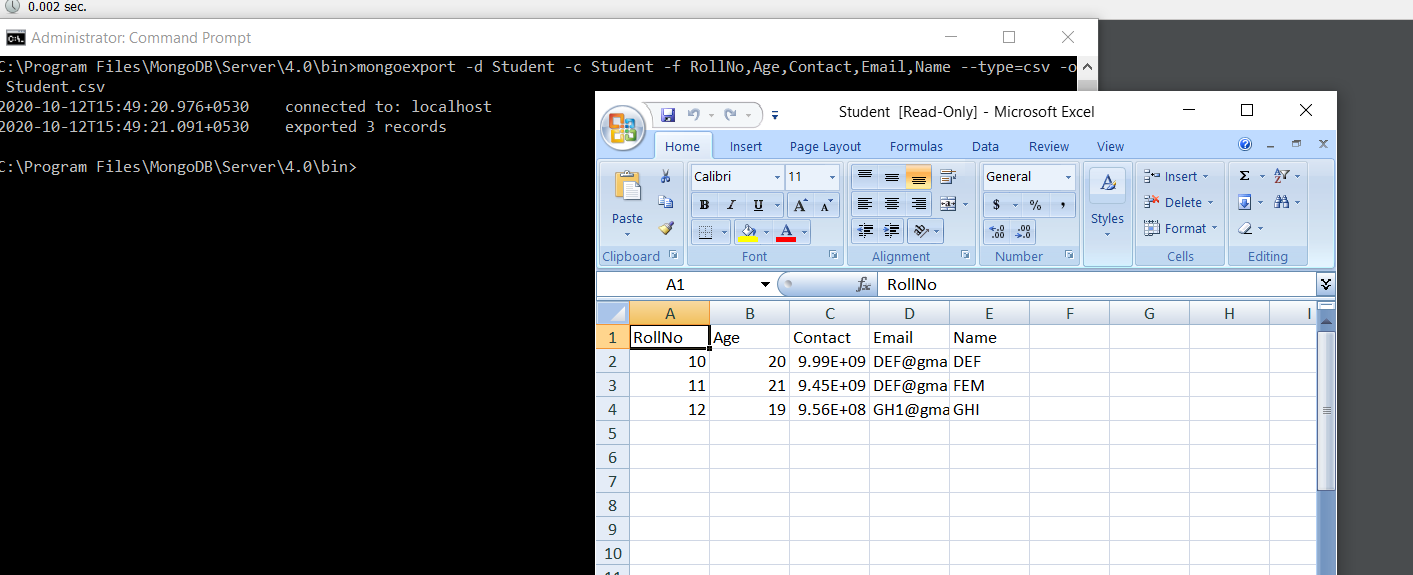 0.002 sec.
Administrator: Command Prompt
C:\Program Files\MongoDB\Server\4.0\bin>mongoexport -d Student -c Student -f RollNo,Age,Contact,Email,Name --type=csv -o
Student.csv
2020-10-12T15:49:20.976+0530    connected to: localhost
2020-10-12T15:49:21.091+0530    exported 3 records
C:\Program Files\MongoDB\Server\4.0\bin>
Student [Read-Only] - Microsoft Excel
Home Insert Page Layout Formulas Data Review View
Calibri 11 General Insert
Paste B I U A A $ % , Styles Delete
A .00 .00 Format
Clipboard Font Alignment Number Cells Editing
A1 fx RollNo
A B C D E F G H I
1 RollNo Age Contact Email Name
2 10 20 9.99E+09 DEF@gma DEF
3 11 21 9.45E+09 DEF@gma FEM
4 12 19 9.56E+08 GH1@gma GHI
5
6
7
8
9
10
11